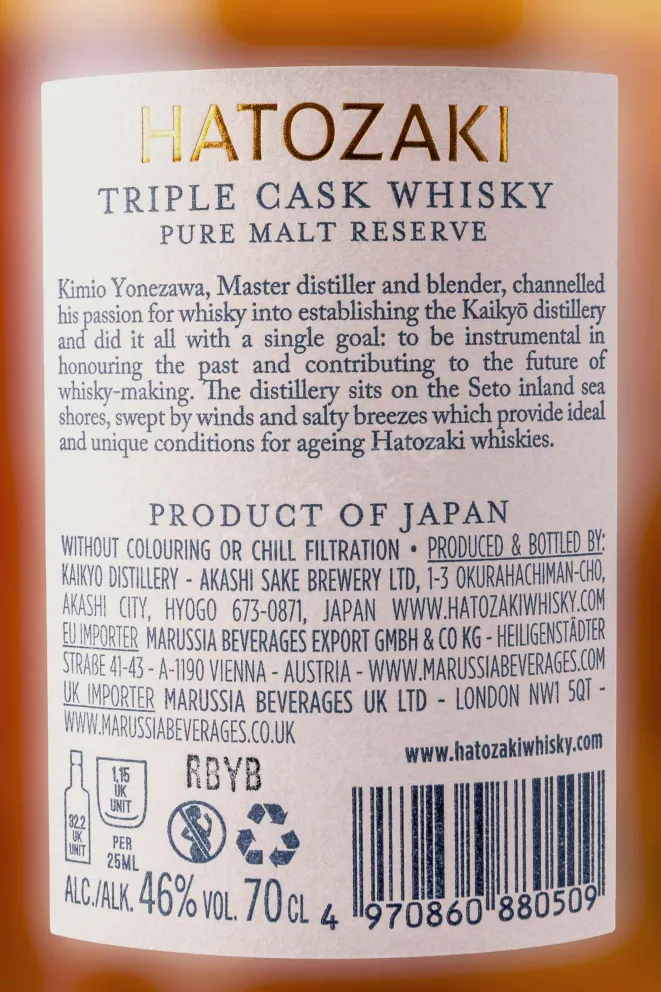 HATOZAKI
TRIPLE CASK WHISKY
PURE MALT RESERVE
Kimio Yonezawa, Master distiller and blender, channelled
his passion for whisky into establishing the Kaikyō distillery
and did it all with a single goal: to be instrumental in
honouring the past and contributing to the future of
whisky-making. The distillery sits on the Seto inland sea
shores, swept by winds and salty breezes which provide ideal
and unique conditions for ageing Hatozaki whiskies.
PRODUCT OF JAPAN
WITHOUT COLOURING OR CHILL FILTRATION • PRODUCED & BOTTLED BY:
KAIKYO DISTILLERY - AKASHI SAKE BREWERY LTD, 1-3 OKURAHACHIMAN-CHO,
AKASHI CITY, HYOGO 673-0871, JAPAN WWW.HATOZAKIWHISKY.COM
EU IMPORTER MARUSSIA BEVERAGES EXPORT GMBH & CO KG - HEILIGENSTÄDTER
STRAßE 41-43 - A-1190 VIENNA - AUSTRIA - WWW.MARUSSIABEVERAGES.COM
UK IMPORTER MARUSSIA BEVERAGES UK LTD - LONDON NW1 5QT -
WWW.MARUSSIABEVERAGES.CO.UK
www.hatozakiwhisky.com
RBYB
32.2
UK
UNIT
1,15
UK
UNIT
PER
25ML
ALC./ALK. 46% VOL. 70 CL
4 970860 880509